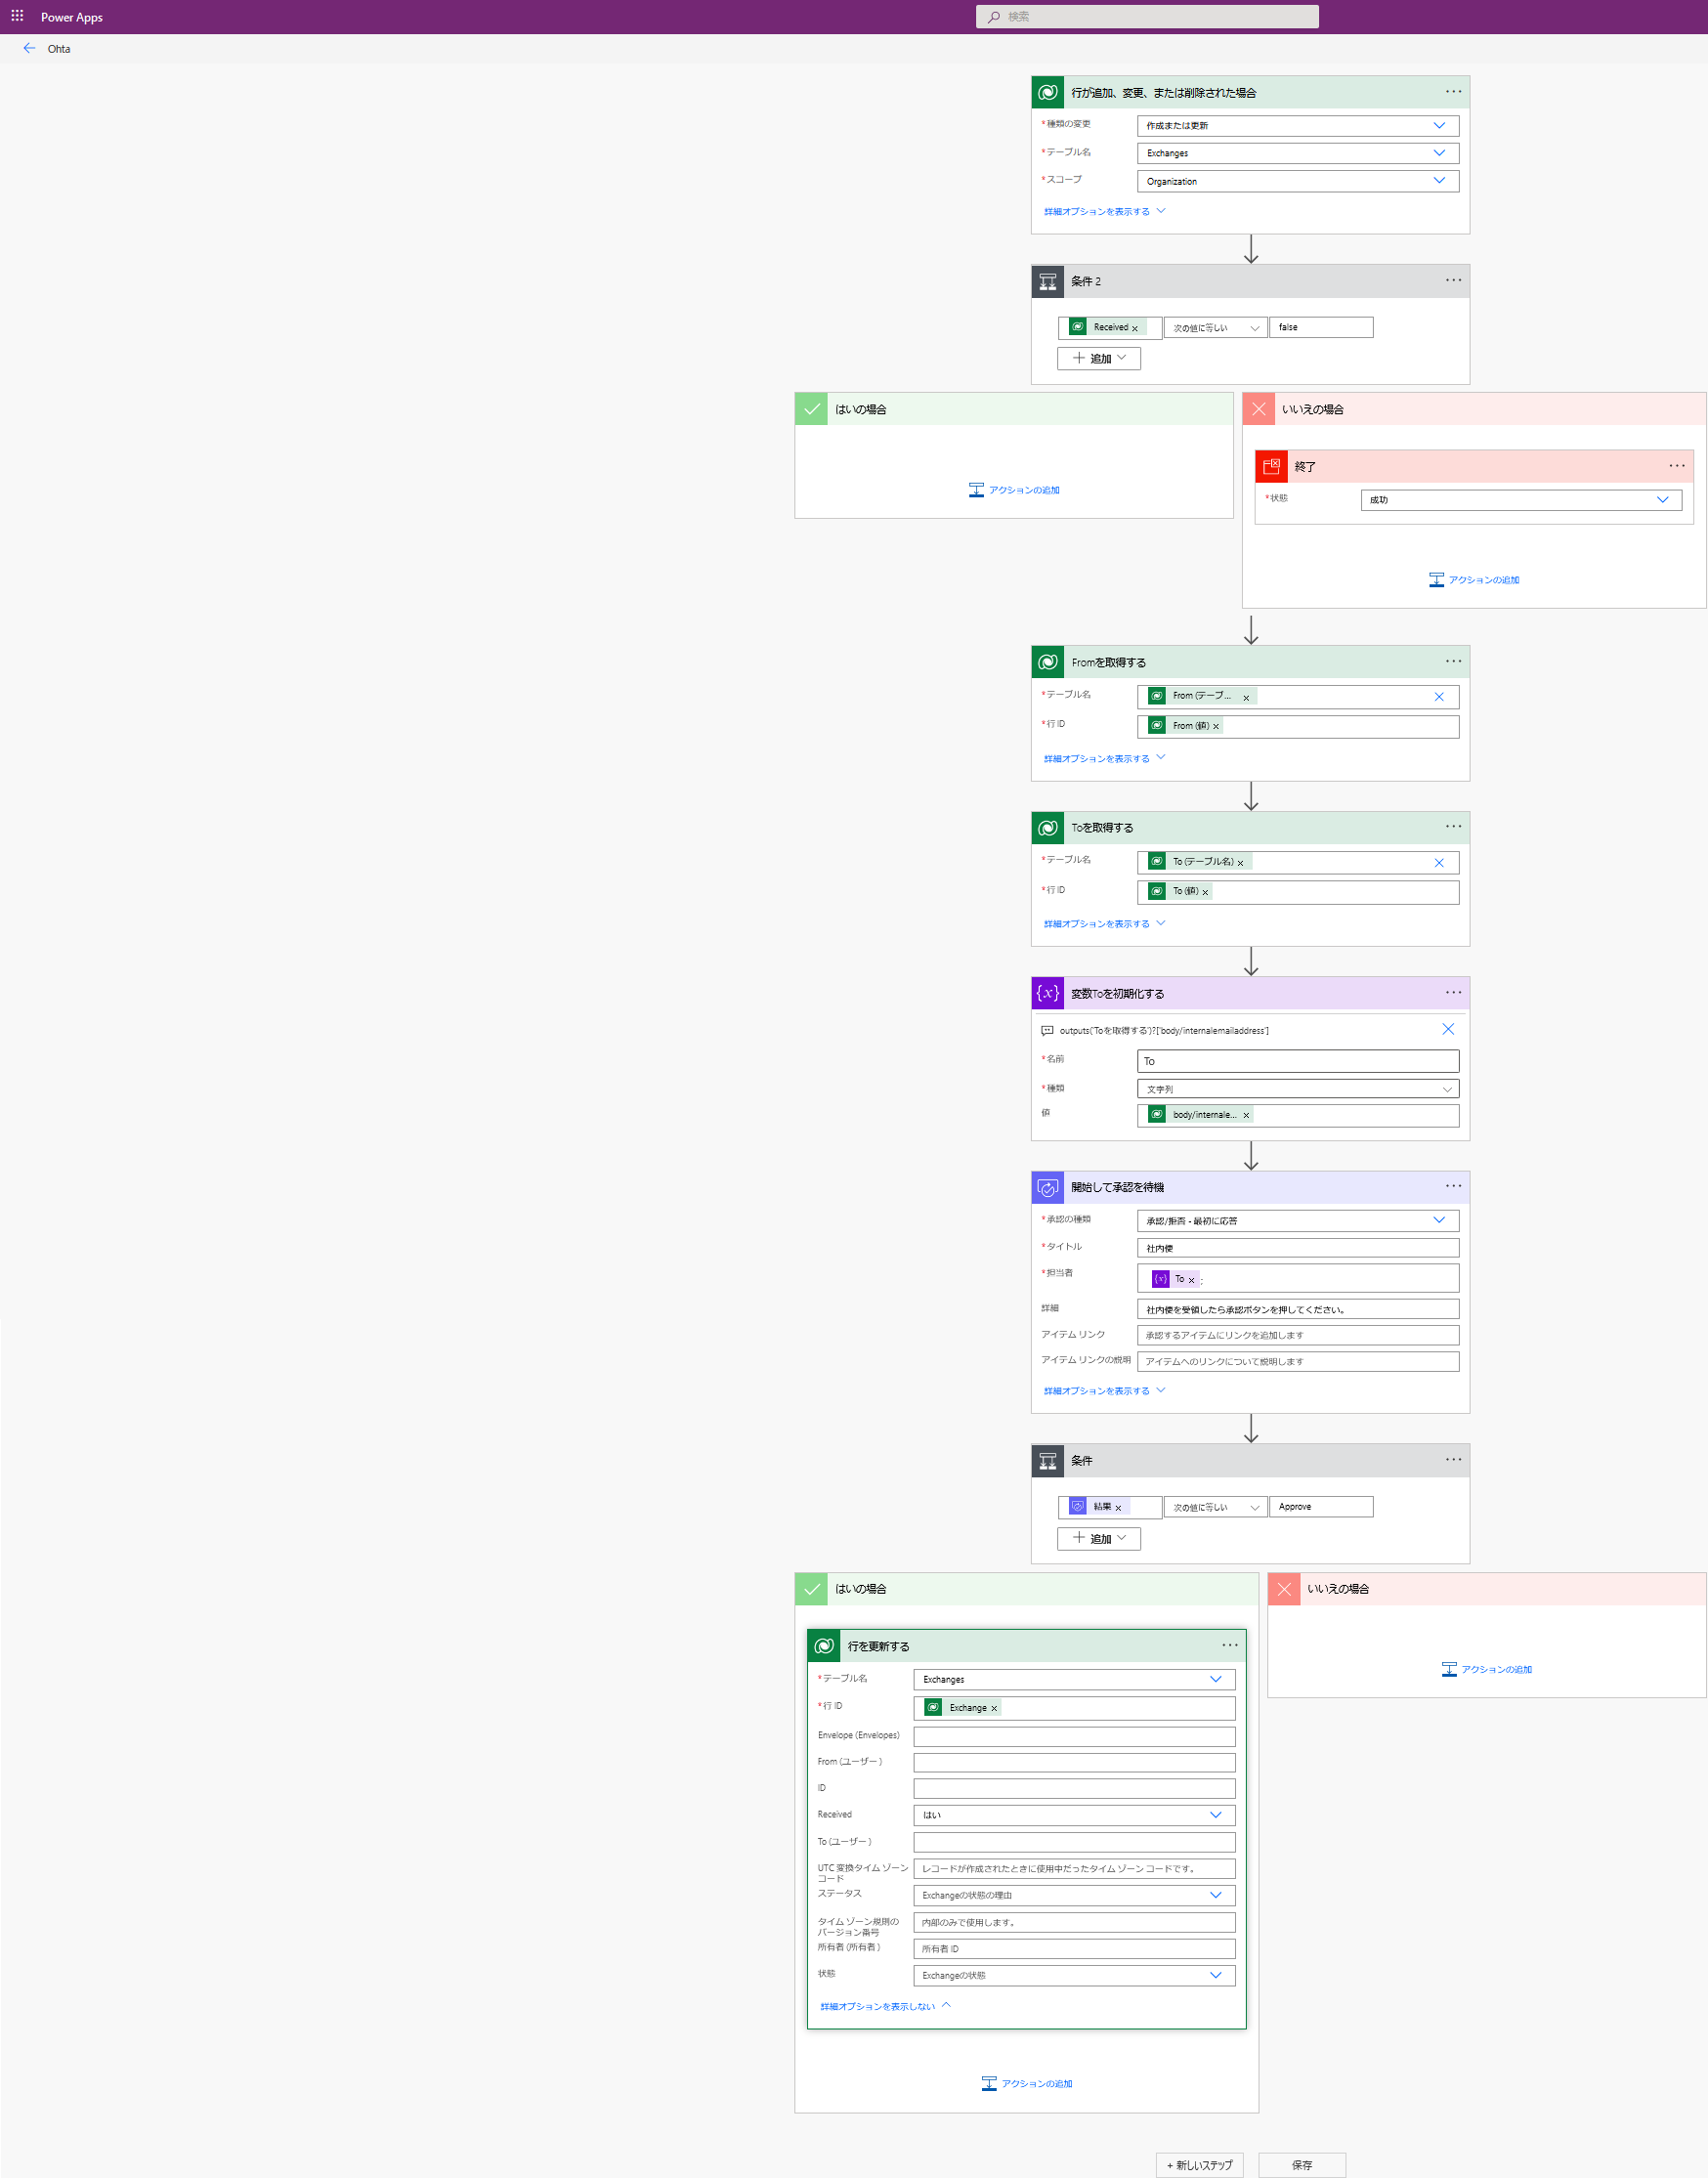 Power Apps
検索
Ohta
行が追加、変更、または削除された場合
*種類の変更
作成または更新
*テーブル名
Exchanges
*スコープ
Organization
詳細オプションを表示する
条件 2
Received
次の値に等しい
false
追加
はいの場合
アクションの追加
いいえの場合
終了
*状態
成功
アクションの追加
Fromを取得する
*テーブル名
From (テーブ...
*行 ID
From (値)
詳細オプションを表示する
Toを取得する
*テーブル名
To (テーブル名)
*行 ID
To (値)
詳細オプションを表示する
変数Toを初期化する
outputs('Toを取得する')?['body/internalemailaddress']
*名前
To
*種類
文字列
値
body/internale...
開始して承認を待機
*承認の種類
承認/拒否 - 最初に応答
*タイトル
社内便
*担当者
To ;
詳細
社内便を受領したら承認ボタンを押してください。
アイテム リンク
承認するアイテムにリンクを追加します
アイテム リンクの説明
アイテムへのリンクについて説明します
詳細オプションを表示する
条件
結果
次の値に等しい
Approve
追加
はいの場合
行を更新する
*テーブル名
Exchanges
*行 ID
Exchange
Envelope (Envelopes)
From (ユーザー )
ID
Received
はい
To (ユーザー )
UTC 変換タイム ゾーン
コード
レコードが作成されたときに使用中だったタイム ゾーン コードです。
ステータス
Exchangeの状態の理由
タイム ゾーン規則の
バージョン番号
内部のみで使用します。
所有者 (所有者 )
所有者 ID
状態
Exchangeの状態
詳細オプションを表示しない
アクションの追加
いいえの場合
アクションの追加
+ 新しいステップ
保存